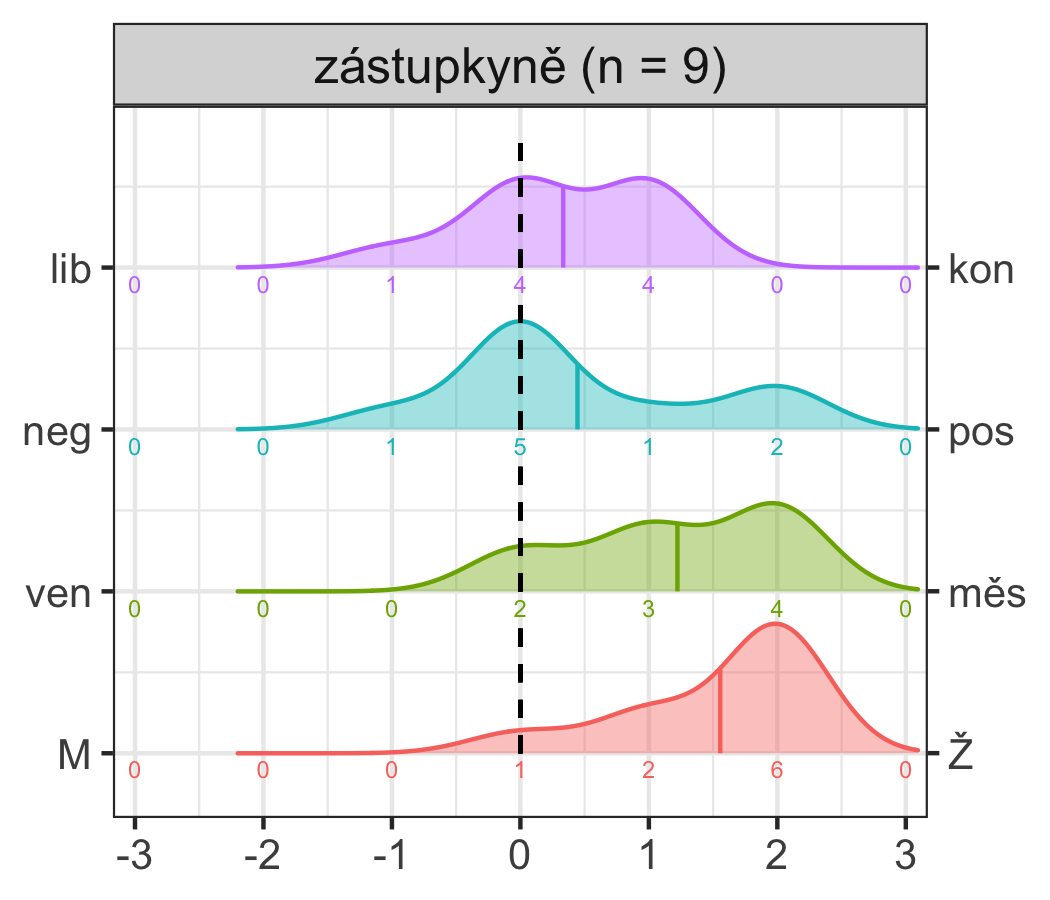 zástupkyně (n = 9)
lib kon
0 0 1 4 4 0 0
neg pos
0 0 1 5 1 2 0
ven měs
0 0 0 2 3 4 0
M Ž
0 0 0 1 2 6 0
-3 -2 -1 0 1 2 3